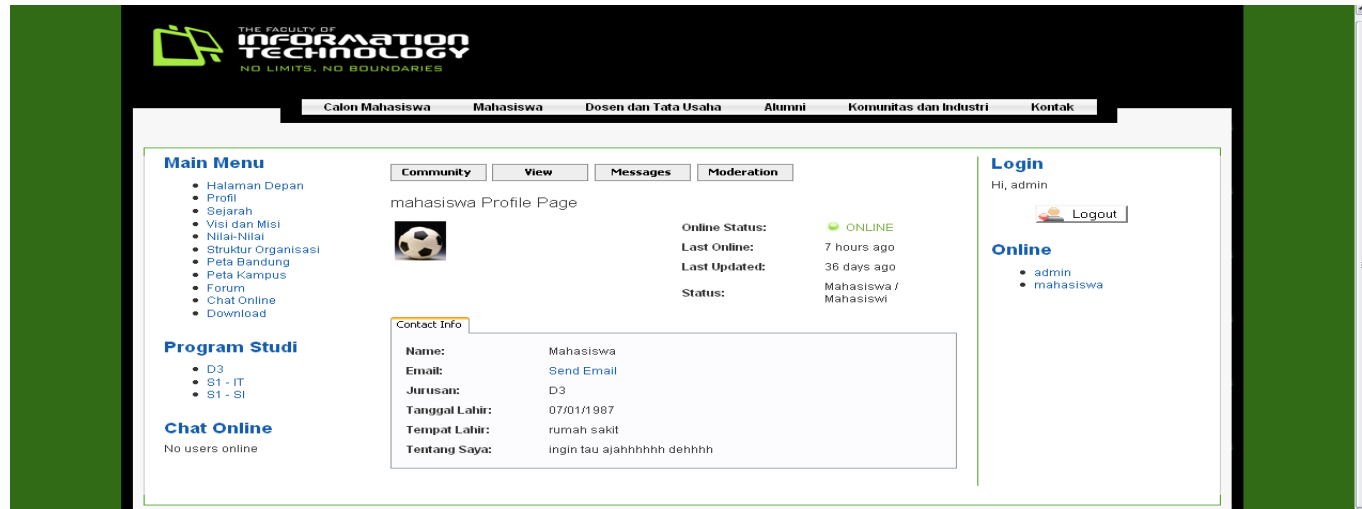 THE FACULTY OF
INFORMATION
TECHNOLOGY
NO LIMITS, NO BOUNDARIES
Calon Mahasiswa Mahasiswa Dosen dan Tata Usaha Alumni Komunitas dan Industri Kontak
Main Menu
Halaman Depan
Profil
Sejarah
Visi dan Misi
Nilai-Nilai
Struktur Organisasi
Peta Bandung
Peta Kampus
Forum
Chat Online
Download
Program Studi
D3
S1 - IT
S1 - SI
Chat Online
No users online
Community View Messages Moderation
mahasiswa Profile Page
Online Status: ONLINE
Last Online: 7 hours ago
Last Updated: 36 days ago
Status: Mahasiswa /
Mahasiswi
Contact Info
Name: Mahasiswa
Email: Send Email
Jurusan: D3
Tanggal Lahir: 07/01/1987
Tempat Lahir: rumah sakit
Tentang Saya: ingin tau ajahhhhhh dehhhh
Login
Hi, admin
Logout
Online
admin
mahasiswa